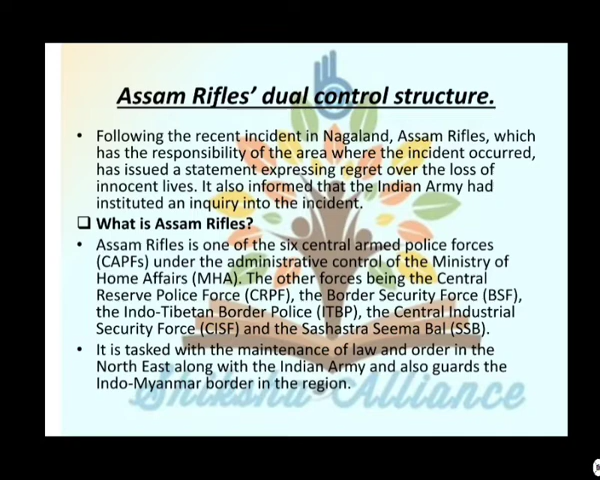 Assam Rifles' dual control structure.
• Following the recent incident in Nagaland, Assam Rifles, which
has the responsibility of the area where the incident occurred,
has issued a statement expressing regret over the loss of
innocent lives. It also informed that the Indian Army had
instituted an inquiry into the incident.
❑ What is Assam Rifles?
• Assam Rifles is one of the six central armed police forces
(CAPFs) under the administrative control of the Ministry of
Home Affairs (MHA). The other forces being the Central
Reserve Police Force (CRPF), the Border Security Force (BSF),
the Indo-Tibetan Border Police (ITBP), the Central Industrial
Security Force (CISF) and the Sashastra Seema Bal (SSB).
• It is tasked with the maintenance of law and order in the
North East along with the Indian Army and also guards the
Indo-Myanmar border in the region.
Shiksha Alliance